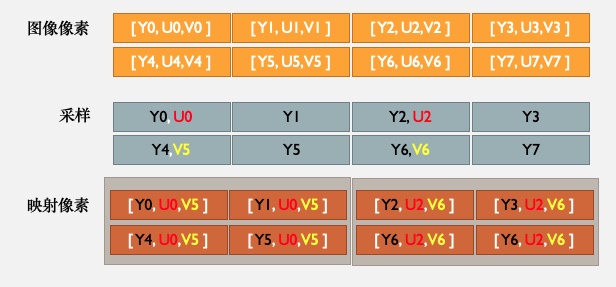 图像像素 [Y0, U0,V0 ] [Y1, U1,V1 ] [Y2, U2,V2 ] [Y3, U3,V3 ]
[Y4, U4,V4 ] [Y5, U5,V5 ] [Y6, U6,V6 ] [Y7, U7,V7 ]
采样 Y0, U0 Y1 Y2, U2 Y3
Y4,V5 Y5 Y6,V6 Y7
映射像素 [ Y0, U0,V5 ] [ Y1, U0,V5 ] [ Y2, U2,V6 ] [ Y3, U2,V6 ]
[ Y4, U0,V5 ] [ Y5, U0,V5 ] [ Y6, U2,V6 ] [ Y6, U2,V6 ]